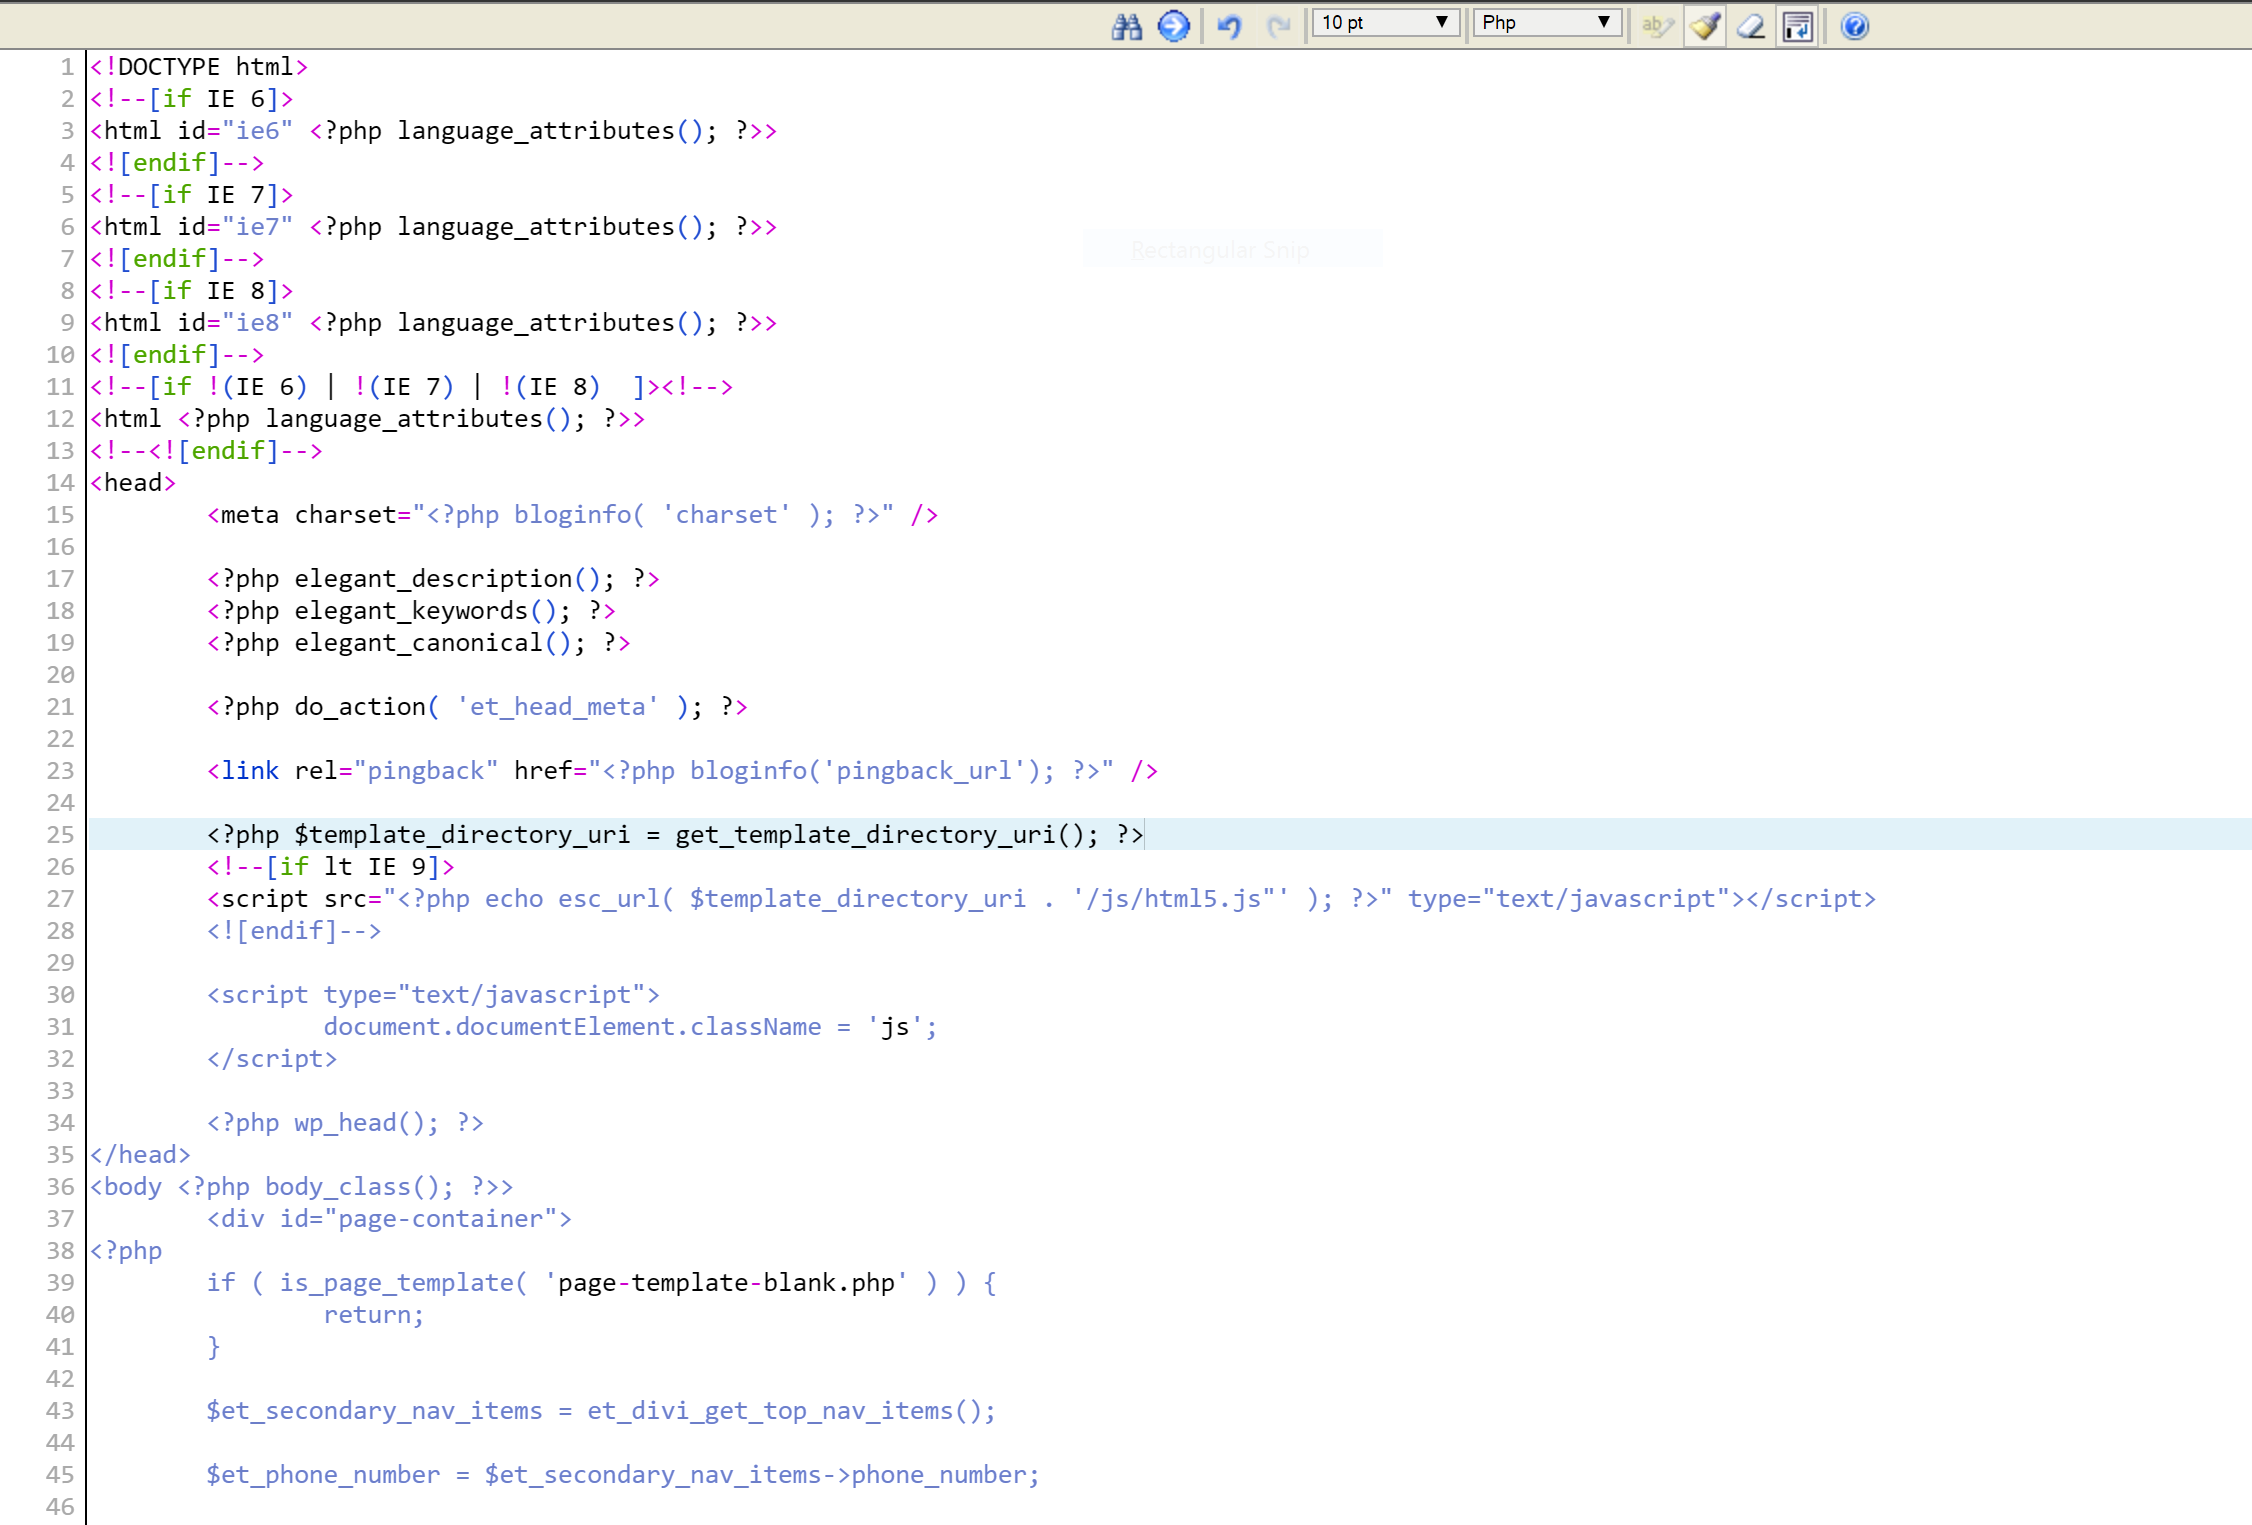 10 pt Php
1 <!DOCTYPE html>
2 <!--[if IE 6]>
3 <html id="ie6" <?php language_attributes(); ?>>
4 <![endif]-->
5 <!--[if IE 7]>
6 <html id="ie7" <?php language_attributes(); ?>>
Rectangular Snip
7 <![endif]-->
8 <!--[if IE 8]>
9 <html id="ie8" <?php language_attributes(); ?>>
10 <![endif]-->
11 <!--[if !(IE 6) | !(IE 7) | !(IE 8)  ]><!-->
12 <html <?php language_attributes(); ?>>
13 <!--<![endif]-->
14 <head>
15 	<meta charset="<?php bloginfo( 'charset' ); ?>" />
16
17 	<?php elegant_description(); ?>
18 	<?php elegant_keywords(); ?>
19 	<?php elegant_canonical(); ?>
20
21 	<?php do_action( 'et_head_meta' ); ?>
22
23 	<link rel="pingback" href="<?php bloginfo('pingback_url'); ?>" />
24
25 	<?php $template_directory_uri = get_template_directory_uri(); ?>
26 	<!--[if lt IE 9]>
27 	<script src="<?php echo esc_url( $template_directory_uri . '/js/html5.js"' ); ?>" type="text/javascript"></script>
28 	<![endif]-->
29
30 	<script type="text/javascript">
31 		document.documentElement.className = 'js';
32 	</script>
33
34 	<?php wp_head(); ?>
35 </head>
36 <body <?php body_class(); ?>>
37 	<div id="page-container">
38 <?php
39 	if ( is_page_template( 'page-template-blank.php' ) ) {
40 		return;
41 	}
42
43 	$et_secondary_nav_items = et_divi_get_top_nav_items();
44
45 	$et_phone_number = $et_secondary_nav_items->phone_number;
46